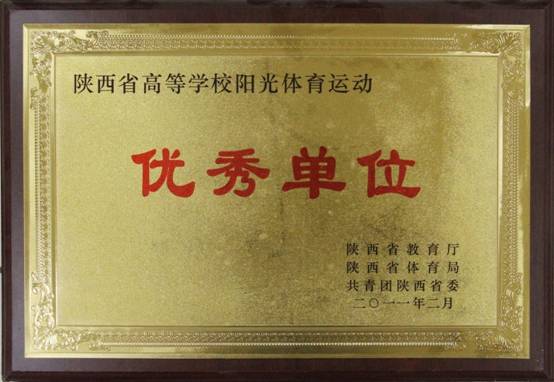 陕西省高等学校阳光体育运动
优秀单位
陕西省教育厅
陕西省体育局
共青团陕西省委
二〇一一年二月